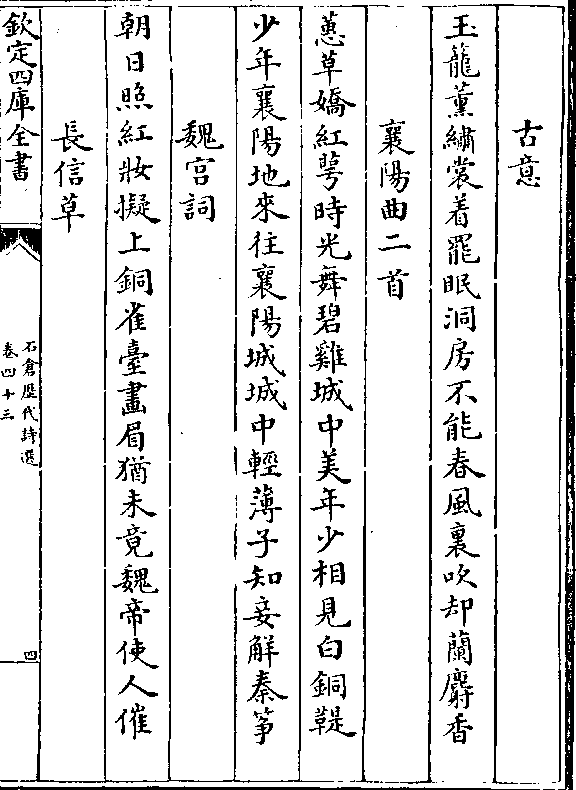 古意
玉籠薰繡裳着罷眠洞房不能春風裏吹却蘭麝香
襄陽曲二首
蕙草嬌紅萼時光舞碧雞城中美年少相見白銅鞮
少年襄陽地來往襄陽城城中輕薄子知妾解秦筝
魏宫詞
朝日照紅妝擬上銅雀臺畫眉猶未竟魏帝使人催
長信草
欽定四庫全書
石倉歴代詩選
卷四十三
四